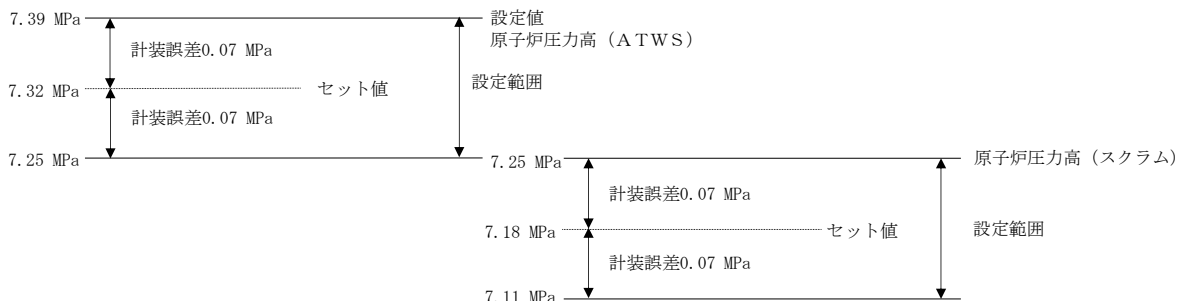 7.39 MPa
設定値
原子炉圧力高（ＡＴＷＳ）
計装誤差0.07 MPa
7.32 MPa
セット値
設定範囲
計装誤差0.07 MPa
7.25 MPa
7.25 MPa
原子炉圧力高（スクラム）
計装誤差0.07 MPa
7.18 MPa
セット値
設定範囲
計装誤差0.07 MPa
7.11 MPa